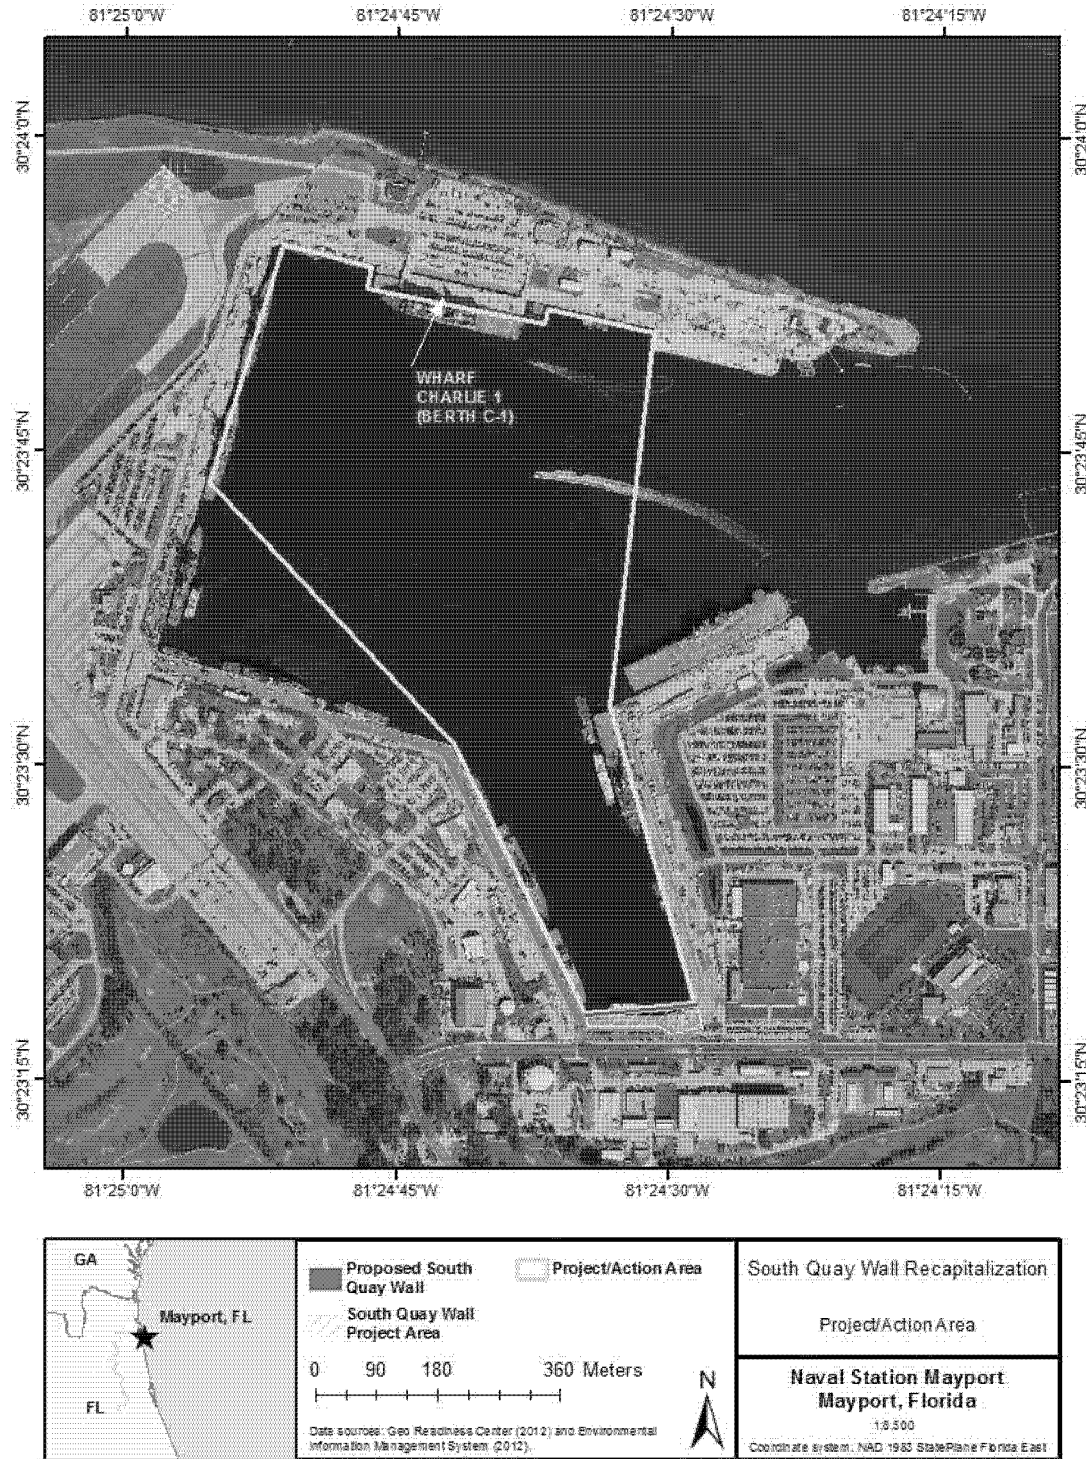 81°25'0"W
81°24'45"W
81°24'30"W
81°24'15"W
30°24'0"N
30°24'0"N
30°23'45"N
30°23'45"N
30°23'30"N
30°23'30"N
30°23'15"N
30°23'15"N
WHARF
CHARLIE 1
(BERTH C-1)
81°25'0"W
81°24'45"W
81°24'30"W
81°24'15"W
GA
Mayport, FL
FL
Proposed South
Quay Wall
Project/Action Area
South Quay Wall
Project Area
0 90 180 360 Meters
N
Data sources: Geo Readiness Center (2012) and Environmental
Information Management System (2012).
South Quay Wall Recapitalization
Project/Action Area
Naval Station Mayport
Mayport, Florida
1:8,500
Coordinate system: NAD 1983 StatePlane Florida East